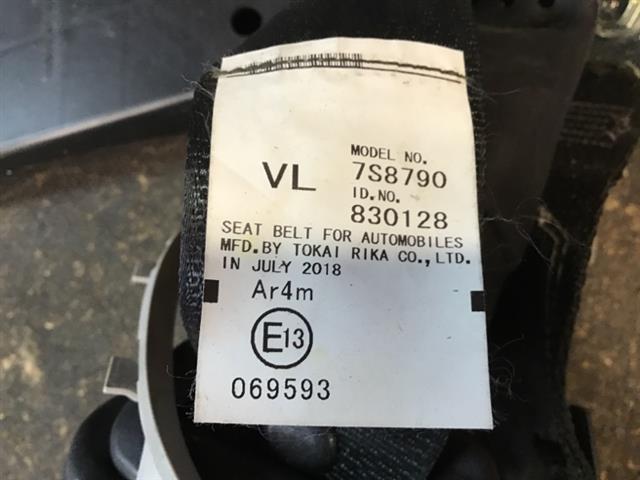 VL
MODEL NO.
7S8790
ID.NO.
830128
SEAT BELT FOR AUTOMOBILES
MFD.BY TOKAI RIKA CO.,LTD.
IN JULY 2018
Ar4m
E13
069593